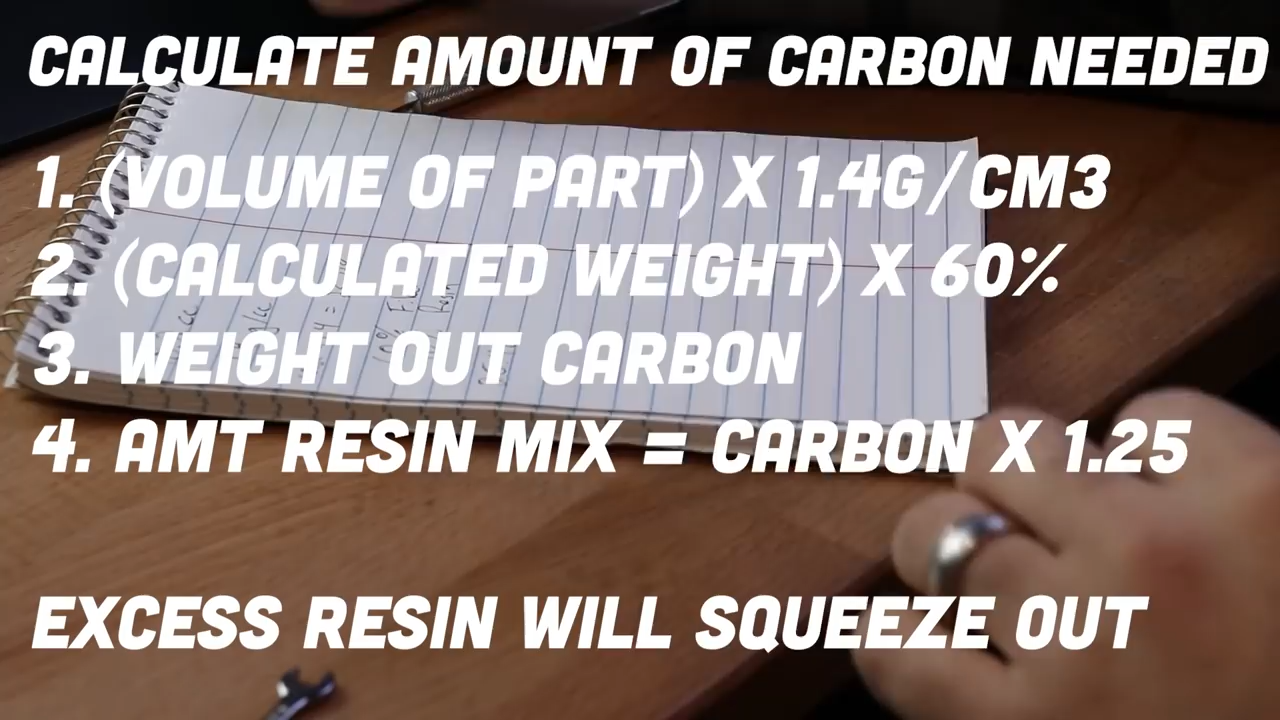 CALCULATE AMOUNT OF CARBON NEEDED
1. (VOLUME OF PART) X 1.4G/CM3
2. (CALCULATED WEIGHT) X 60%
3. WEIGHT OUT CARBON
4. AMT RESIN MIX = CARBON X 1.25
EXCESS RESIN WILL SQUEEZE OUT
Resin